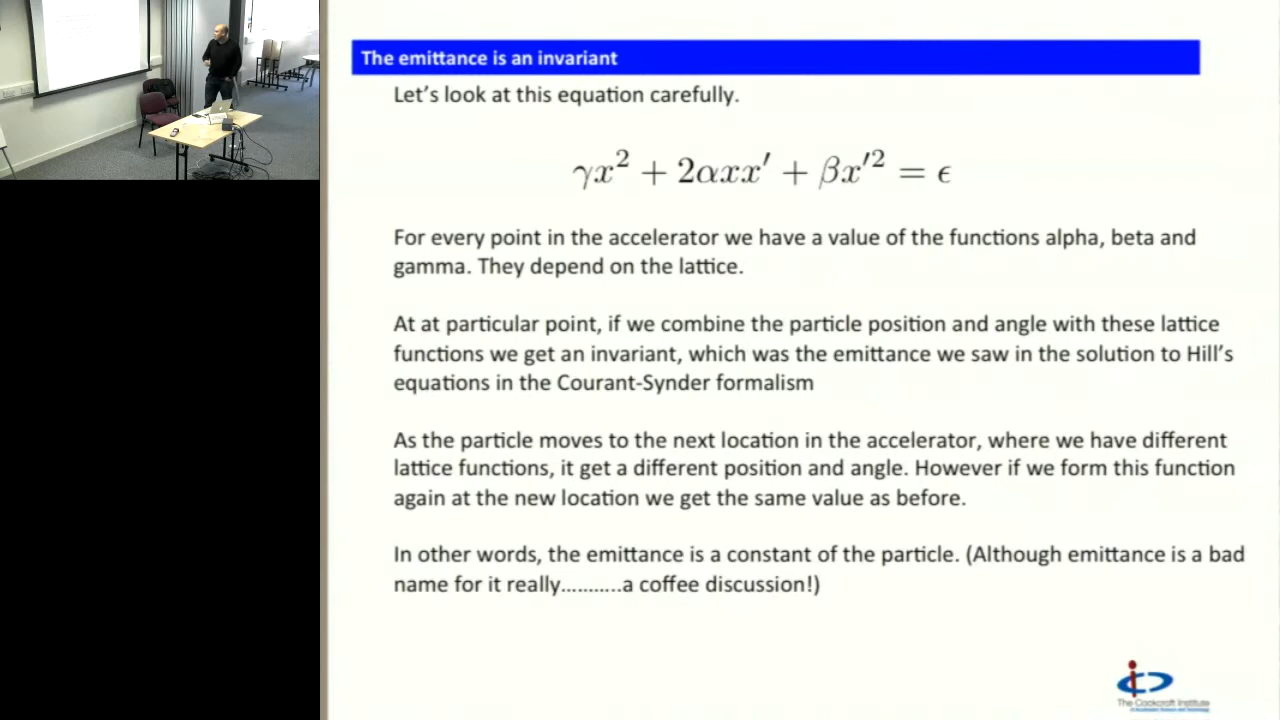 The emittance is an invariant
Let's look at this equation carefully.
γx² + 2αxx′ + βx′² = ϵ
For every point in the accelerator we have a value of the functions alpha, beta and
gamma. They depend on the lattice.
At at particular point, if we combine the particle position and angle with these lattice
functions we get an invariant, which was the emittance we saw in the solution to Hill's
equations in the Courant-Synder formalism
As the particle moves to the next location in the accelerator, where we have different
lattice functions, it get a different position and angle. However if we form this function
again at the new location we get the same value as before.
In other words, the emittance is a constant of the particle. (Although emittance is a bad
name for it really...........a coffee discussion!)
The Cockcroft Institute